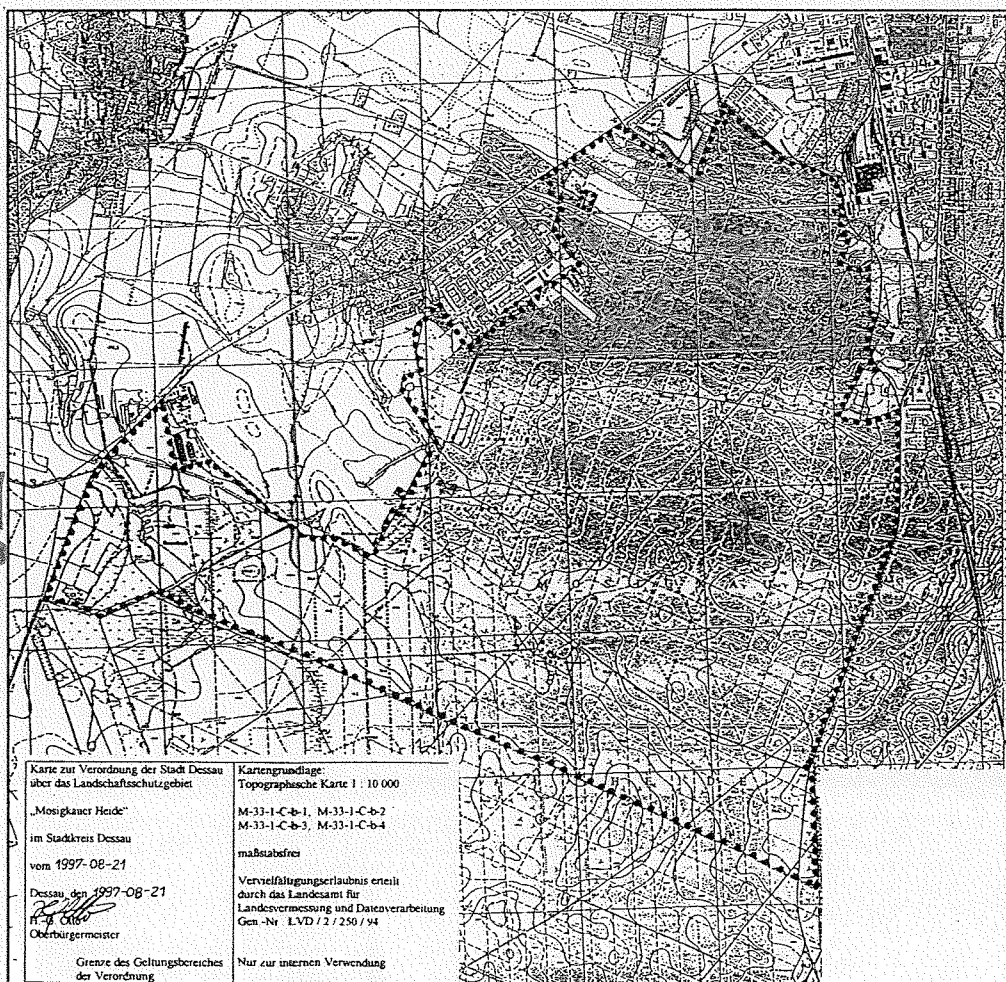 Karte zur Verordnung der Stadt Dessau
über das Landschaftsschutzgebiet
„Mosigkauer Heide"
im Stadtkreis Dessau
vom 1997-08-21
Dessau, den 1997-08-21
Oberbürgermeister
Grenze des Geltungsbereiches
der Verordnung
Kartengrundlage:
Topographische Karte 1 : 10 000
M-33-1-C-b-1, M-33-1-C-b-2
M-33-1-C-b-3, M-33-1-C-b-4
maßstabsfrei
Vervielfältigungserlaubnis erteilt
durch das Landesamt für
Landesvermessung und Datenverarbeitung
Gen.-Nr. LVD / 2 / 250 / 94
Nur zur internen Verwendung